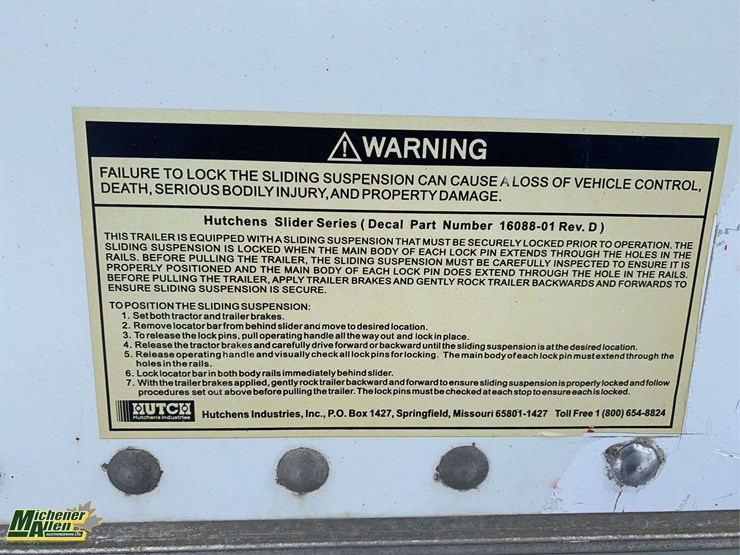 WARNING
FAILURE TO LOCK THE SLIDING SUSPENSION CAN CAUSE A LOSS OF VEHICLE CONTROL,
DEATH, SERIOUS BODILY INJURY, AND PROPERTY DAMAGE.
Hutchens Slider Series ( Decal Part Number 16088-01 Rev. D )
THIS TRAILER IS EQUIPPED WITH A SLIDING SUSPENSION THAT MUST BE SECURELY LOCKED PRIOR TO OPERATION. THE
SLIDING SUSPENSION IS LOCKED WHEN THE MAIN BODY OF EACH LOCK PIN EXTENDS THROUGH THE HOLES IN THE
RAILS. BEFORE PULLING THE TRAILER, THE SLIDING SUSPENSION MUST BE CAREFULLY INSPECTED TO ENSURE IT IS
PROPERLY POSITIONED AND THE MAIN BODY OF EACH LOCK PIN DOES EXTEND THROUGH THE HOLE IN THE RAILS.
BEFORE PULLING THE TRAILER, APPLY TRAILER BRAKES AND GENTLY ROCK TRAILER BACKWARDS AND FORWARDS TO
ENSURE SLIDING SUSPENSION IS SECURE.
TO POSITION THE SLIDING SUSPENSION:
1. Set both tractor and trailer brakes.
2. Remove locator bar from behind slider and move to desired location.
3. To release the lock pins, pull operating handle all the way out and lock in place.
4. Release the tractor brakes and carefully drive forward or backward until the sliding suspension is at the desired location.
5. Release operating handle and visually check all lock pins for locking. The main body of each lock pin must extend through the
holes in the rails.
6. Lock locator bar in both body rails immediately behind slider.
7. With the trailer brakes applied, gently rock trailer backward and forward to ensure sliding suspension is properly locked and follow
procedures set out above before pulling the trailer. The lock pins must be checked at each stop to ensure each is locked.
HUTCH
Hutchens Industries
Hutchens Industries, Inc., P.O. Box 1427, Springfield, Missouri 65801-1427 Toll Free 1 (800) 654-8824
Michener
Allen
AUCTIONEERING LTD.